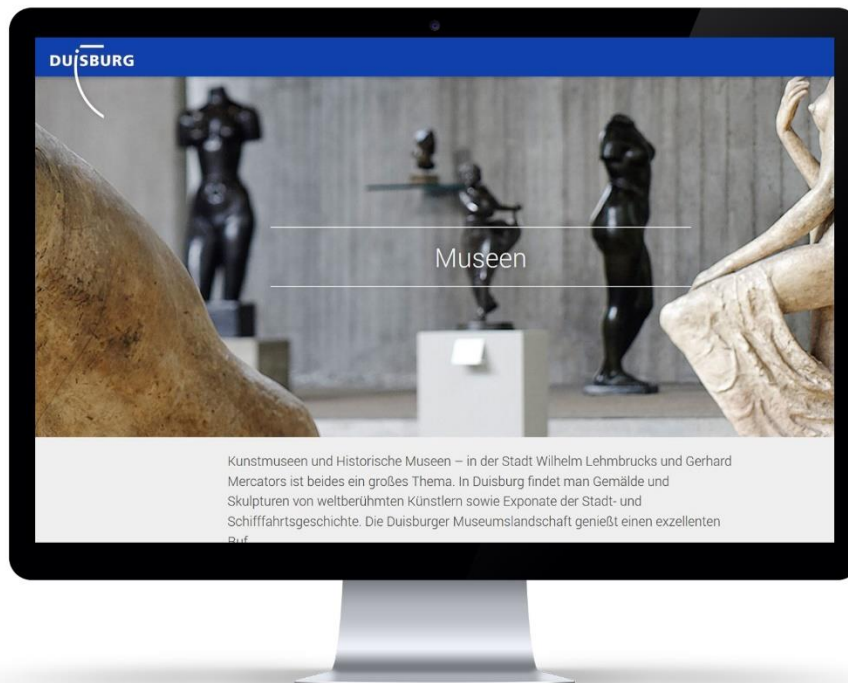 DUISBURG
Museen
Kunstmuseen und Historische Museen – in der Stadt Wilhelm Lehmbrucks und Gerhard
Mercators ist beides ein großes Thema. In Duisburg findet man Gemälde und
Skulpturen von weltberühmten Künstlern sowie Exponate der Stadt- und
Schifffahrtsgeschichte. Die Duisburger Museumslandschaft genießt einen exzellenten
Ruf